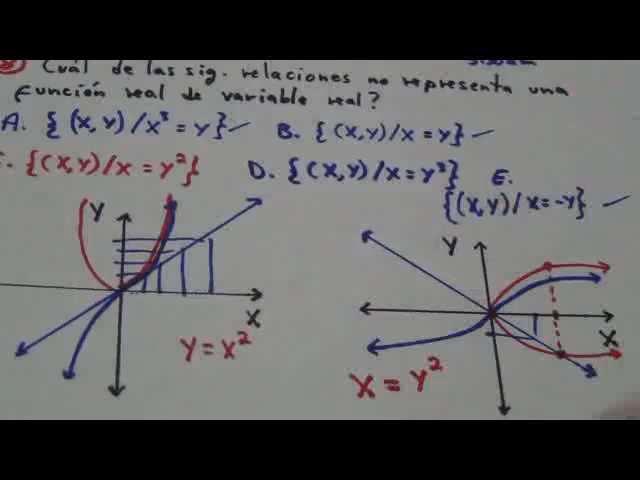 Cuál de las sig. relaciones no representa una
función real de variable real?
A. {(x,y)/x³=y} B. {(x,y)/x=y}
{(x,y)/x=y²} D. {(x,y)/x=y³} E.
{(x,y)/x=-y}
Y Y
X X
Y=X²
X=Y²